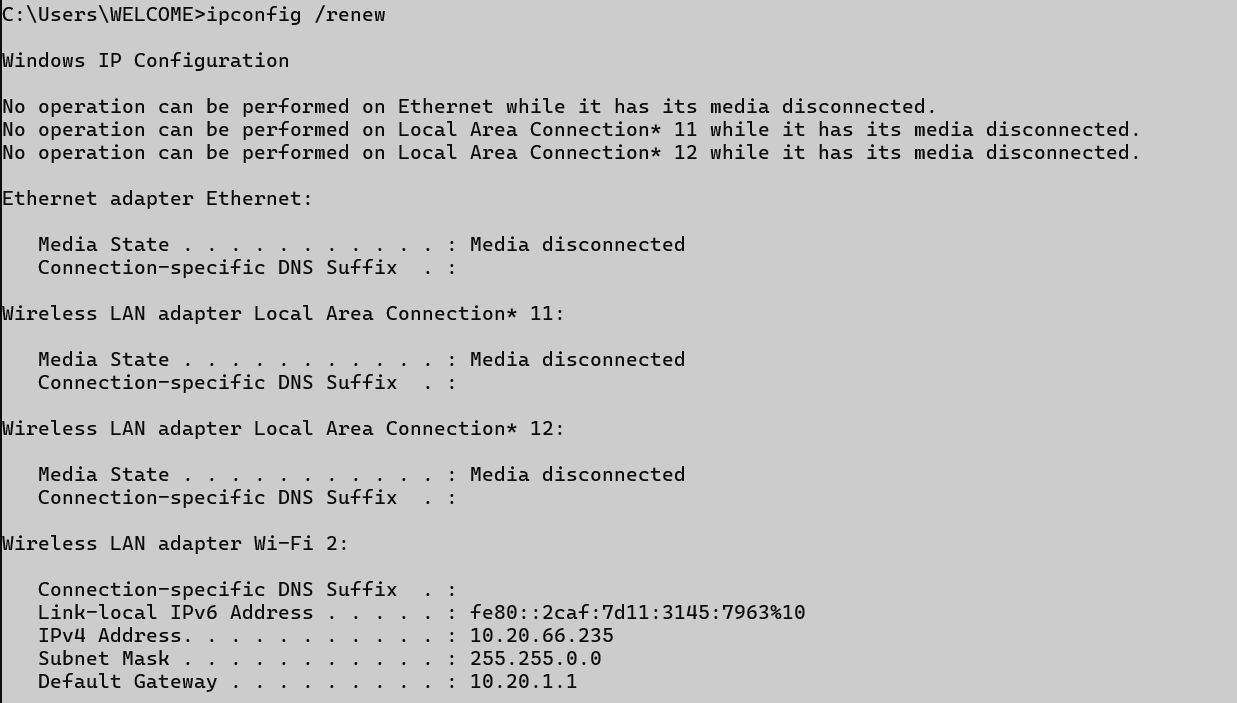 C:\Users\WELCOME>ipconfig /renew
Windows IP Configuration
No operation can be performed on Ethernet while it has its media disconnected.
No operation can be performed on Local Area Connection* 11 while it has its media disconnected.
No operation can be performed on Local Area Connection* 12 while it has its media disconnected.
Ethernet adapter Ethernet:
   Media State . . . . . . . . . . . : Media disconnected
   Connection-specific DNS Suffix  . :
Wireless LAN adapter Local Area Connection* 11:
   Media State . . . . . . . . . . . : Media disconnected
   Connection-specific DNS Suffix  . :
Wireless LAN adapter Local Area Connection* 12:
   Media State . . . . . . . . . . . : Media disconnected
   Connection-specific DNS Suffix  . :
Wireless LAN adapter Wi-Fi 2:
   Connection-specific DNS Suffix  . :
   Link-local IPv6 Address . . . . . : fe80::2caf:7d11:3145:7963%10
   IPv4 Address. . . . . . . . . . . : 10.20.66.235
   Subnet Mask . . . . . . . . . . . : 255.255.0.0
   Default Gateway . . . . . . . . . : 10.20.1.1